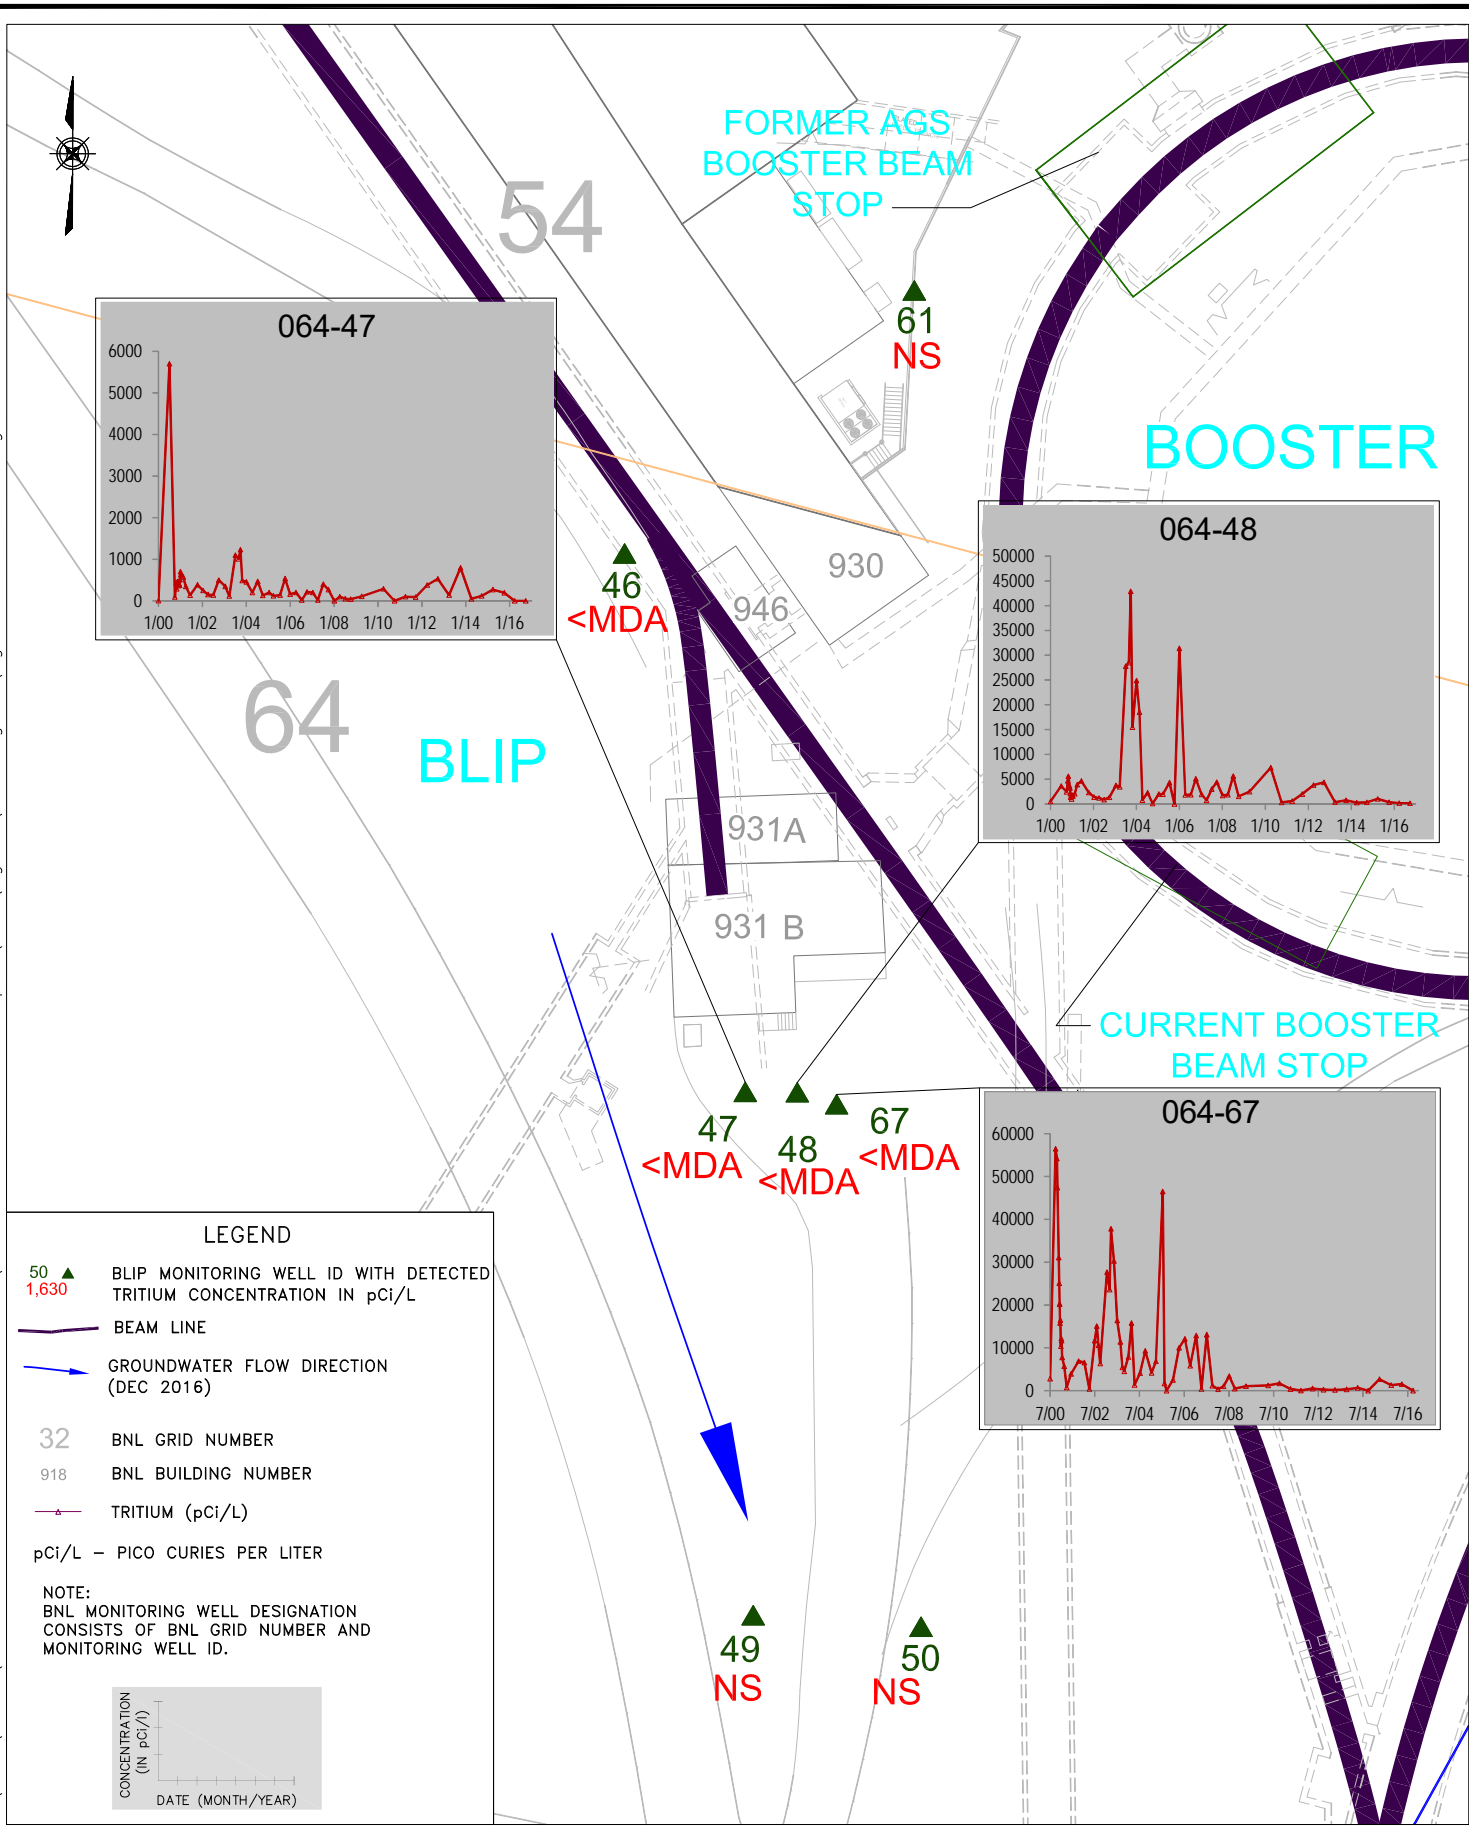 FORMER AGS
BOOSTER BEAM
STOP
54
61
NS
BOOSTER
064-47
6000
5000
4000
3000
2000
1000
0
1/00 1/02 1/04 1/06 1/08 1/10 1/12 1/14 1/16
46
<MDA
930
946
064-48
50000
45000
40000
35000
30000
25000
20000
15000
10000
5000
0
1/00 1/02 1/04 1/06 1/08 1/10 1/12 1/14 1/16
64
BLIP
931A
931 B
CURRENT BOOSTER
BEAM STOP
47
<MDA
48
<MDA
67
<MDA
064-67
60000
50000
40000
30000
20000
10000
0
7/00 7/02 7/04 7/06 7/08 7/10 7/12 7/14 7/16
LEGEND
50
1,630
BLIP MONITORING WELL ID WITH DETECTED
TRITIUM CONCENTRATION IN pCi/L
BEAM LINE
GROUNDWATER FLOW DIRECTION
(DEC 2016)
32 BNL GRID NUMBER
918 BNL BUILDING NUMBER
TRITIUM (pCi/L)
pCi/L – PICO CURIES PER LITER
NOTE:
BNL MONITORING WELL DESIGNATION
CONSISTS OF BNL GRID NUMBER AND
MONITORING WELL ID.
CONCENTRATION
(IN pCi/l)
DATE (MONTH/YEAR)
49
NS
50
NS